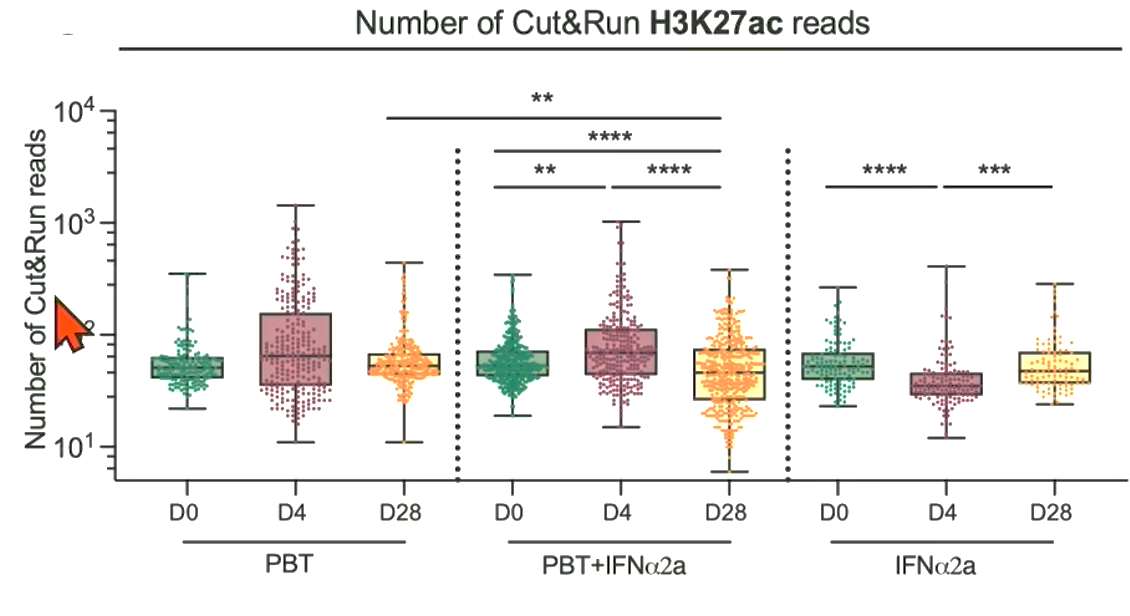 Number of Cut&Run H3K27ac reads
Number of Cut&Run reads
10⁴
10³
2
10¹
**
****
** ****
**** ***
D0 D4 D28 D0 D4 D28 D0 D4 D28
PBT PBT+IFNα2a IFNα2a